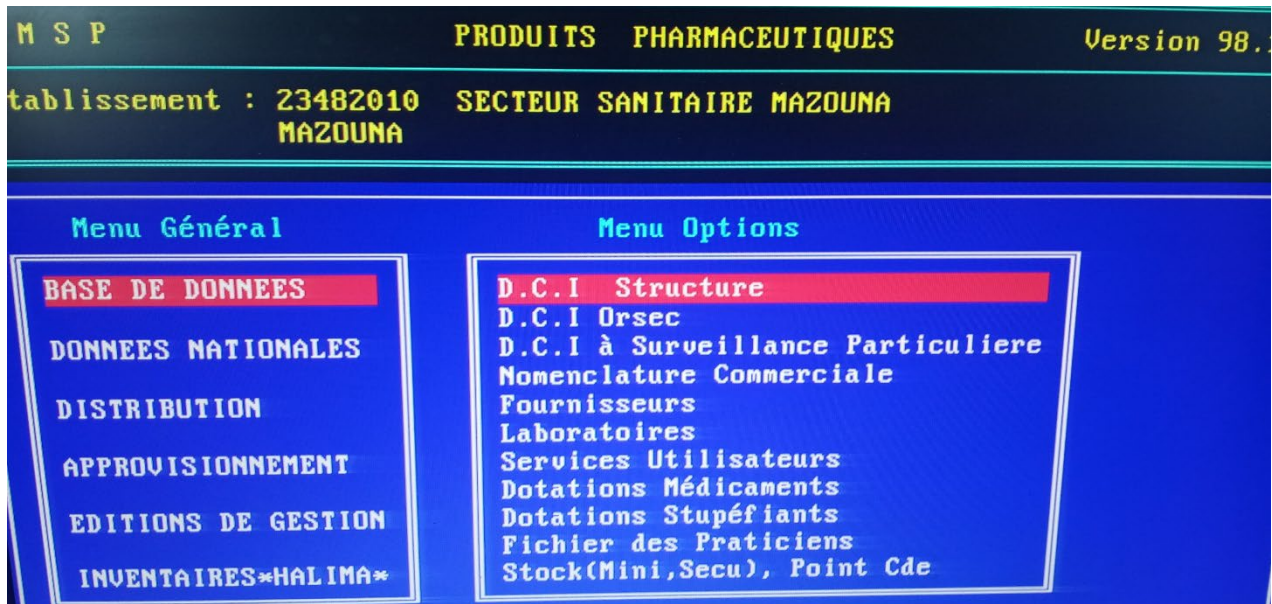 M S P PRODUITS PHARMACEUTIQUES Version 98.
tablissement : 23482010 SECTEUR SANITAIRE MAZOUNA
MAZOUNA
Menu Général Menu Options
BASE DE DONNEES
DONNEES NATIONALES
DISTRIBUTION
APPROVISIONNEMENT
EDITIONS DE GESTION
INVENTAIRES*HALIMA*
D.C.I Structure
D.C.I Orsec
D.C.I à Surveillance Particuliere
Nomenclature Commerciale
Fournisseurs
Laboratoires
Services Utilisateurs
Dotations Médicaments
Dotations Stupéfiants
Fichier des Praticiens
Stock(Mini,Secu), Point Cde